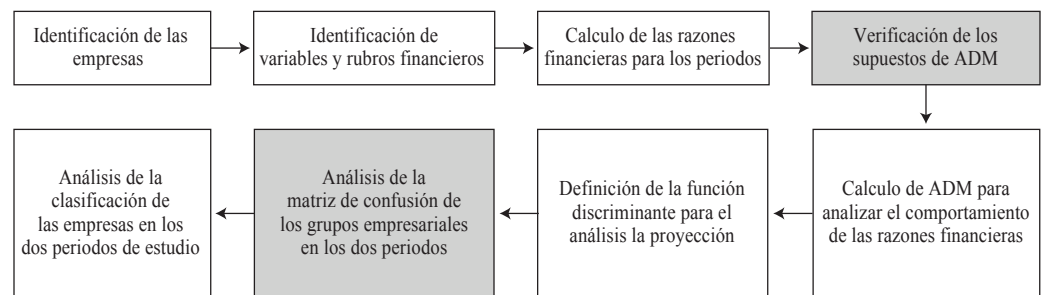 Identificación de las
empresas
Identificación de
variables y rubros financieros
Calculo de las razones
financieras para los periodos
Verificación de los
supuestos de ADM
Calculo de ADM para
analizar el comportamiento
de las razones financieras
Definición de la función
discriminante para el
análisis la proyección
Análisis de la
matriz de confusión de
los grupos empresariales
en los dos periodos
Análisis de la
clasificación de
las empresas en los
dos periodos de estudio